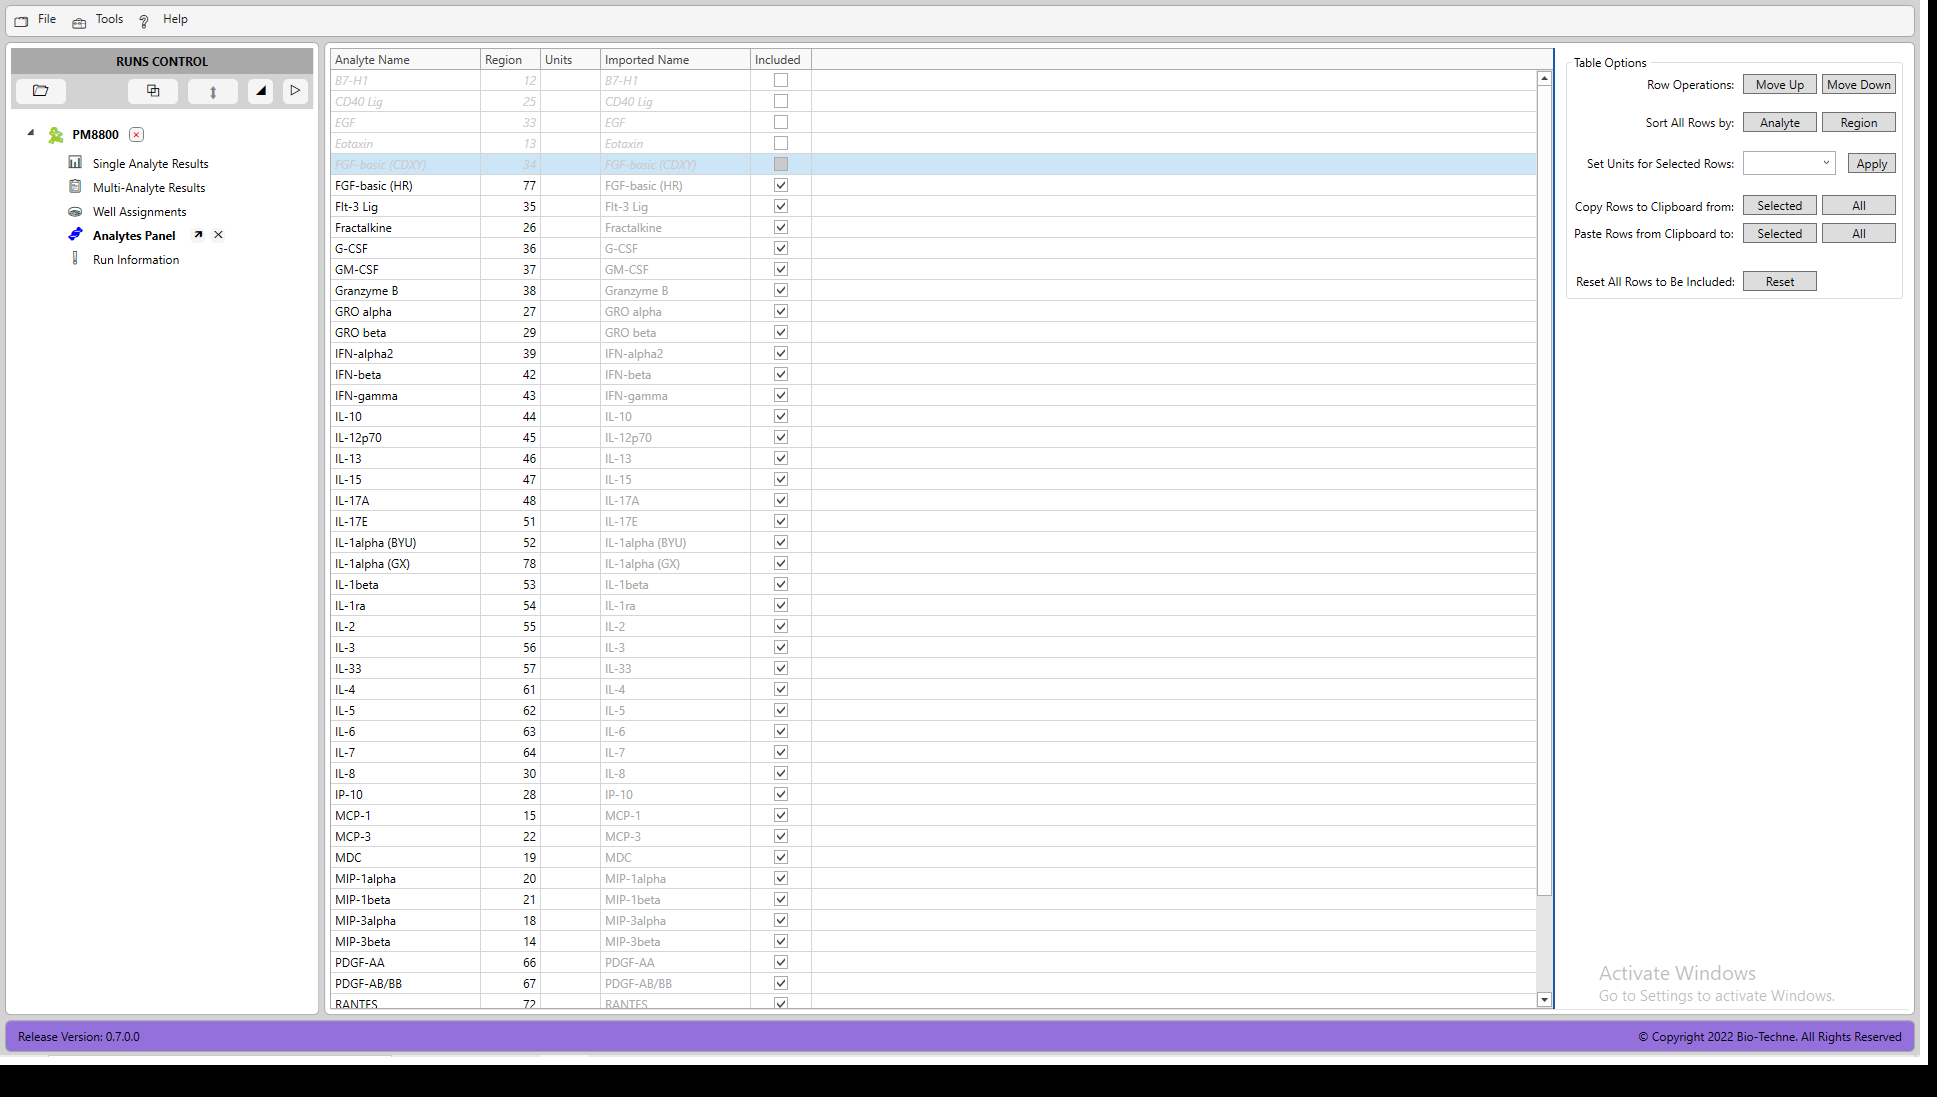 File Tools Help
RUNS CONTROL
PM8800
Single Analyte Results
Multi-Analyte Results
Well Assignments
Analytes Panel
Run Information
Analyte Name Region Units Imported Name Included
B7-H1 12 B7-H1
CD40 Lig 25 CD40 Lig
EGF 33 EGF
Eotaxin 13 Eotaxin
FGF-basic (CDXY) 34 FGF-basic (CDXY)
FGF-basic (HR) 77 FGF-basic (HR)
Flt-3 Lig 35 Flt-3 Lig
Fractalkine 26 Fractalkine
G-CSF 36 G-CSF
GM-CSF 37 GM-CSF
Granzyme B 38 Granzyme B
GRO alpha 27 GRO alpha
GRO beta 29 GRO beta
IFN-alpha2 39 IFN-alpha2
IFN-beta 42 IFN-beta
IFN-gamma 43 IFN-gamma
IL-10 44 IL-10
IL-12p70 45 IL-12p70
IL-13 46 IL-13
IL-15 47 IL-15
IL-17A 48 IL-17A
IL-17E 51 IL-17E
IL-1alpha (BYU) 52 IL-1alpha (BYU)
IL-1alpha (GX) 78 IL-1alpha (GX)
IL-1beta 53 IL-1beta
IL-1ra 54 IL-1ra
IL-2 55 IL-2
IL-3 56 IL-3
IL-33 57 IL-33
IL-4 61 IL-4
IL-5 62 IL-5
IL-6 63 IL-6
IL-7 64 IL-7
IL-8 30 IL-8
IP-10 28 IP-10
MCP-1 15 MCP-1
MCP-3 22 MCP-3
MDC 19 MDC
MIP-1alpha 20 MIP-1alpha
MIP-1beta 21 MIP-1beta
MIP-3alpha 18 MIP-3alpha
MIP-3beta 14 MIP-3beta
PDGF-AA 66 PDGF-AA
PDGF-AB/BB 67 PDGF-AB/BB
RANTES 72 RANTES
Table Options
Row Operations: Move Up Move Down
Sort All Rows by: Analyte Region
Set Units for Selected Rows: Apply
Copy Rows to Clipboard from: Selected All
Paste Rows from Clipboard to: Selected All
Reset All Rows to Be Included: Reset
Activate Windows
Go to Settings to activate Windows.
Release Version: 0.7.0.0
© Copyright 2022 Bio-Techne. All Rights Reserved